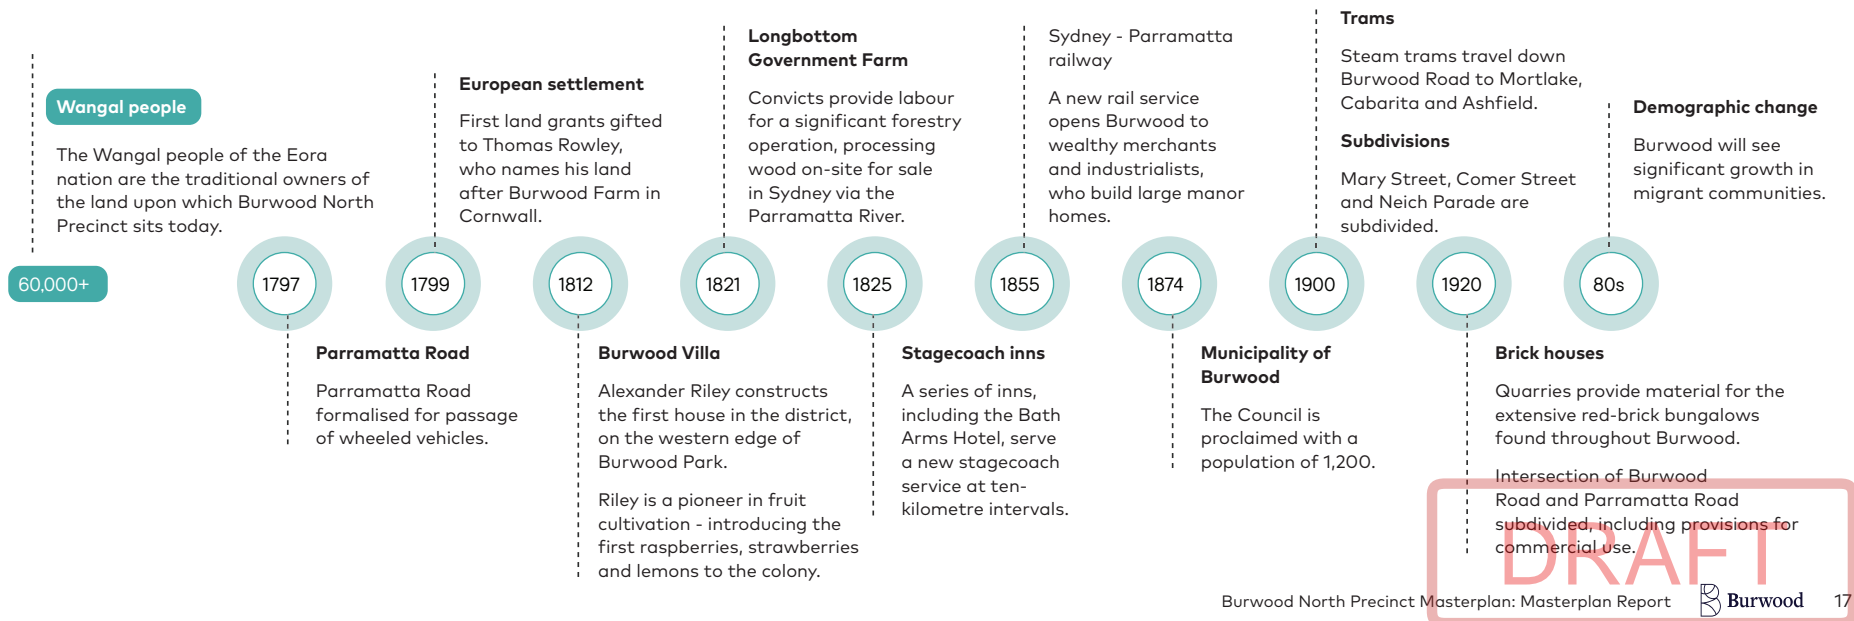 Wangal people
The Wangal people of the Eora
nation are the traditional owners of
the land upon which Burwood North
Precinct sits today.
60,000+
1797
Parramatta Road
Parramatta Road
formalised for passage
of wheeled vehicles.
European settlement
First land grants gifted
to Thomas Rowley,
who names his land
after Burwood Farm in
Cornwall.
1799
1812
Burwood Villa
Alexander Riley constructs
the first house in the district,
on the western edge of
Burwood Park.
Riley is a pioneer in fruit
cultivation - introducing the
first raspberries, strawberries
and lemons to the colony.
Longbottom
Government Farm
Convicts provide labour
for a significant forestry
operation, processing
wood on-site for sale
in Sydney via the
Parramatta River.
1821
1825
Stagecoach inns
A series of inns,
including the Bath
Arms Hotel, serve
a new stagecoach
service at ten-
kilometre intervals.
Sydney - Parramatta
railway
A new rail service
opens Burwood to
wealthy merchants
and industrialists,
who build large manor
homes.
1855
1874
Municipality of
Burwood
The Council is
proclaimed with a
population of 1,200.
Trams
Steam trams travel down
Burwood Road to Mortlake,
Cabarita and Ashfield.
Subdivisions
Mary Street, Comer Street
and Neich Parade are
subdivided.
1900
1920
Brick houses
Quarries provide material for the
extensive red-brick bungalows
found throughout Burwood.
Intersection of Burwood
Road and Parramatta Road
subdivided, including provisions for
commercial use.
Demographic change
Burwood will see
significant growth in
migrant communities.
80s
DRAFT
Burwood North Precinct Masterplan: Masterplan Report
Burwood
17